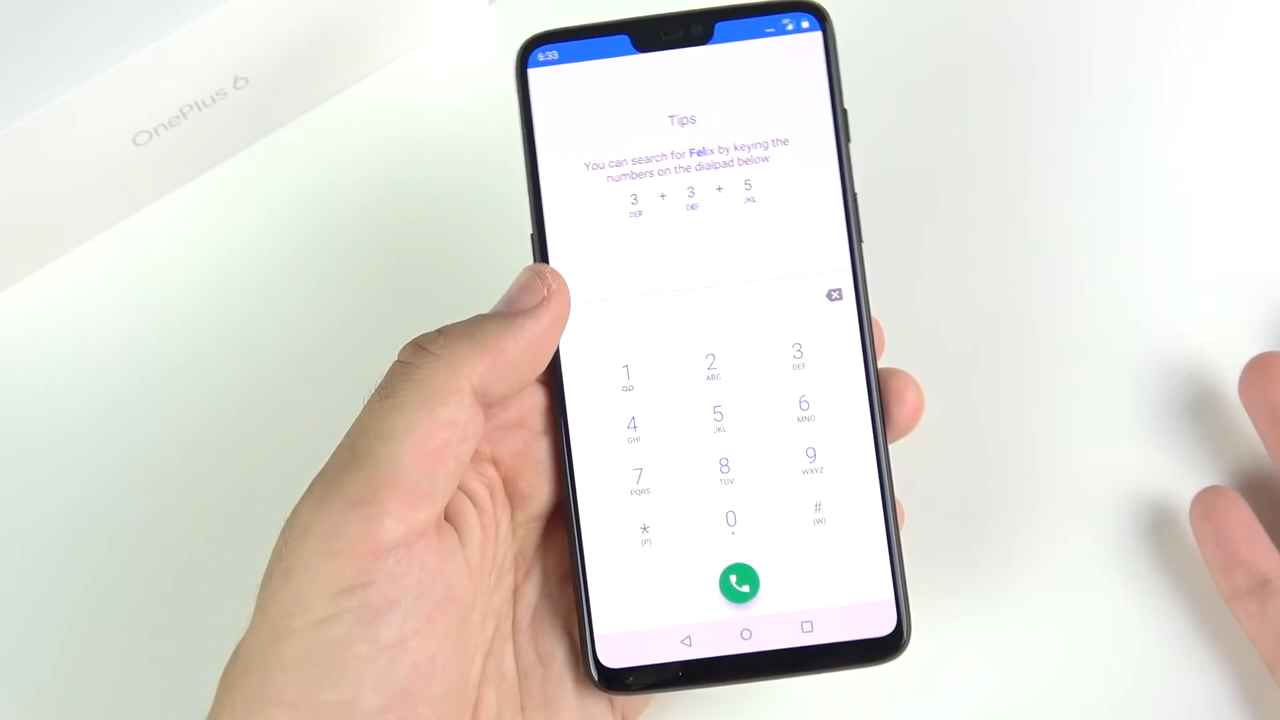 OnePlus 6
6:33
Tips
You can search for Felix by keying the
numbers on the dialpad below
3 + 3 + 5
DEF DEF JKL
1 2 3
ABC DEF
4 5 6
GHI JKL MNO
7 8 9
PQRS TUV WXYZ
* 0 #
(P) + (W)